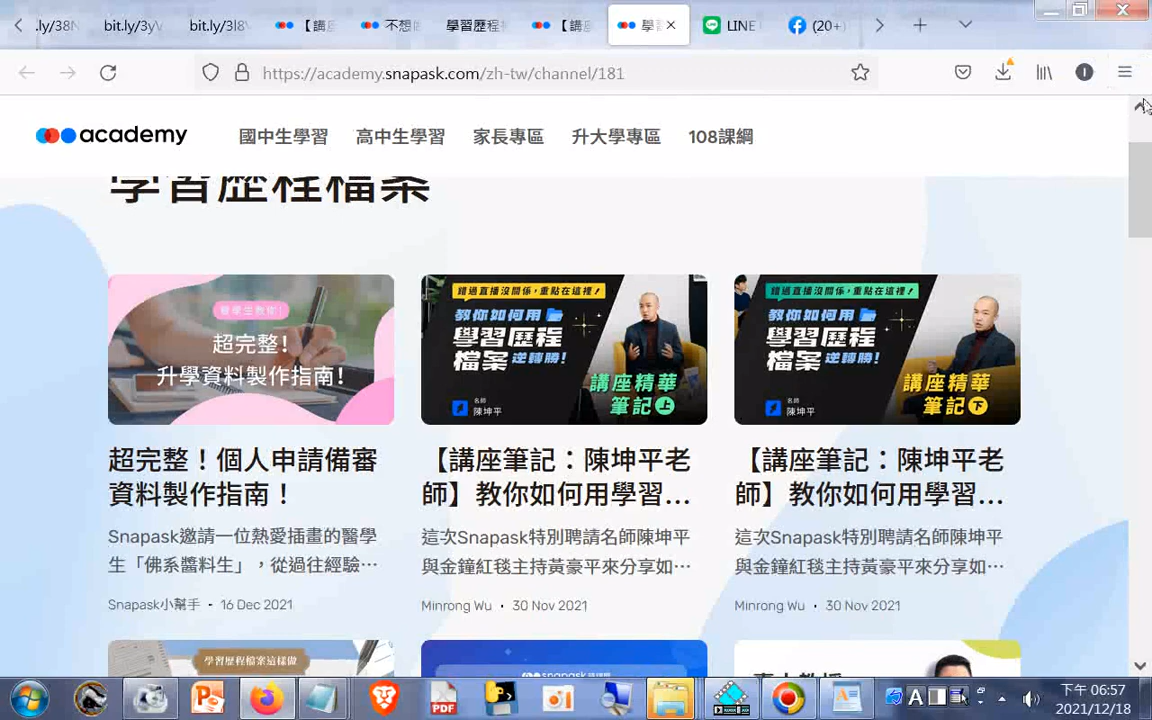 .ly/38N
bit.ly/3yV
bit.ly/3l8
【講座
不想
學習歷程
【講座
學
LINE
(20+)
https://academy.snapask.com/zh-tw/channel/181
academy
國中生學習
高中生學習
家長專區
升大學專區
108課綱
學習歷程檔案
醫學生教你！
超完整！
升學資料製作指南！
錯過直播沒關係，重點在這裡！
教你如何用
學習歷程
檔案逆轉勝！
講座精華
筆記上
名師
陳坤平
錯過直播沒關係，重點在這裡！
教你如何用
學習歷程
檔案逆轉勝！
講座精華
筆記下
名師
陳坤平
超完整！個人申請備審
資料製作指南！
【講座筆記：陳坤平老
師】教你如何用學習...
【講座筆記：陳坤平老
師】教你如何用學習...
Snapask邀請一位熱愛插畫的醫學
生「佛系醬料生」，從過往經驗...
這次Snapask特別聘請名師陳坤平
與金鐘紅毯主持黃豪平來分享如...
這次Snapask特別聘請名師陳坤平
與金鐘紅毯主持黃豪平來分享如...
Snapask小幫手 · 16 Dec 2021
Minrong Wu · 30 Nov 2021
Minrong Wu · 30 Nov 2021
學習歷程檔案這樣做
PDF
A
下午 06:57
2021/12/18